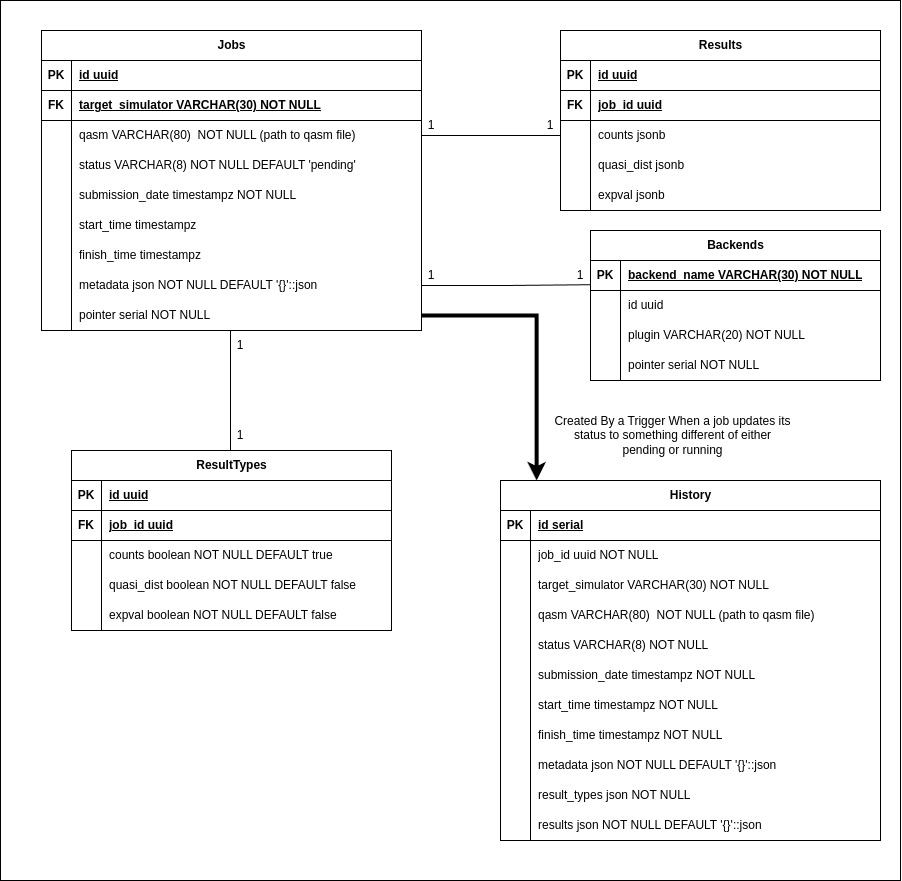 Jobs
PK id uuid
FK target_simulator VARCHAR(30) NOT NULL
qasm VARCHAR(80)  NOT NULL (path to qasm file)
status VARCHAR(8) NOT NULL DEFAULT 'pending'
submission_date timestampz NOT NULL
start_time timestampz
finish_time timestampz
metadata json NOT NULL DEFAULT '{}'::json
pointer serial NOT NULL
1
1
Results
PK id uuid
FK job_id uuid
counts jsonb
quasi_dist jsonb
expval jsonb
1
1
Backends
PK backend_name VARCHAR(30) NOT NULL
id uuid
plugin VARCHAR(20) NOT NULL
pointer serial NOT NULL
1
1
ResultTypes
PK id uuid
FK job_id uuid
counts boolean NOT NULL DEFAULT true
quasi_dist boolean NOT NULL DEFAULT false
expval boolean NOT NULL DEFAULT false
Created By a Trigger When a job updates its
status to something different of either
pending or running
History
PK id serial
job_id uuid NOT NULL
target_simulator VARCHAR(30) NOT NULL
qasm VARCHAR(80)  NOT NULL (path to qasm file)
status VARCHAR(8) NOT NULL
submission_date timestampz NOT NULL
start_time timestampz NOT NULL
finish_time timestampz NOT NULL
metadata json NOT NULL DEFAULT '{}'::json
result_types json NOT NULL
results json NOT NULL DEFAULT '{}'::json